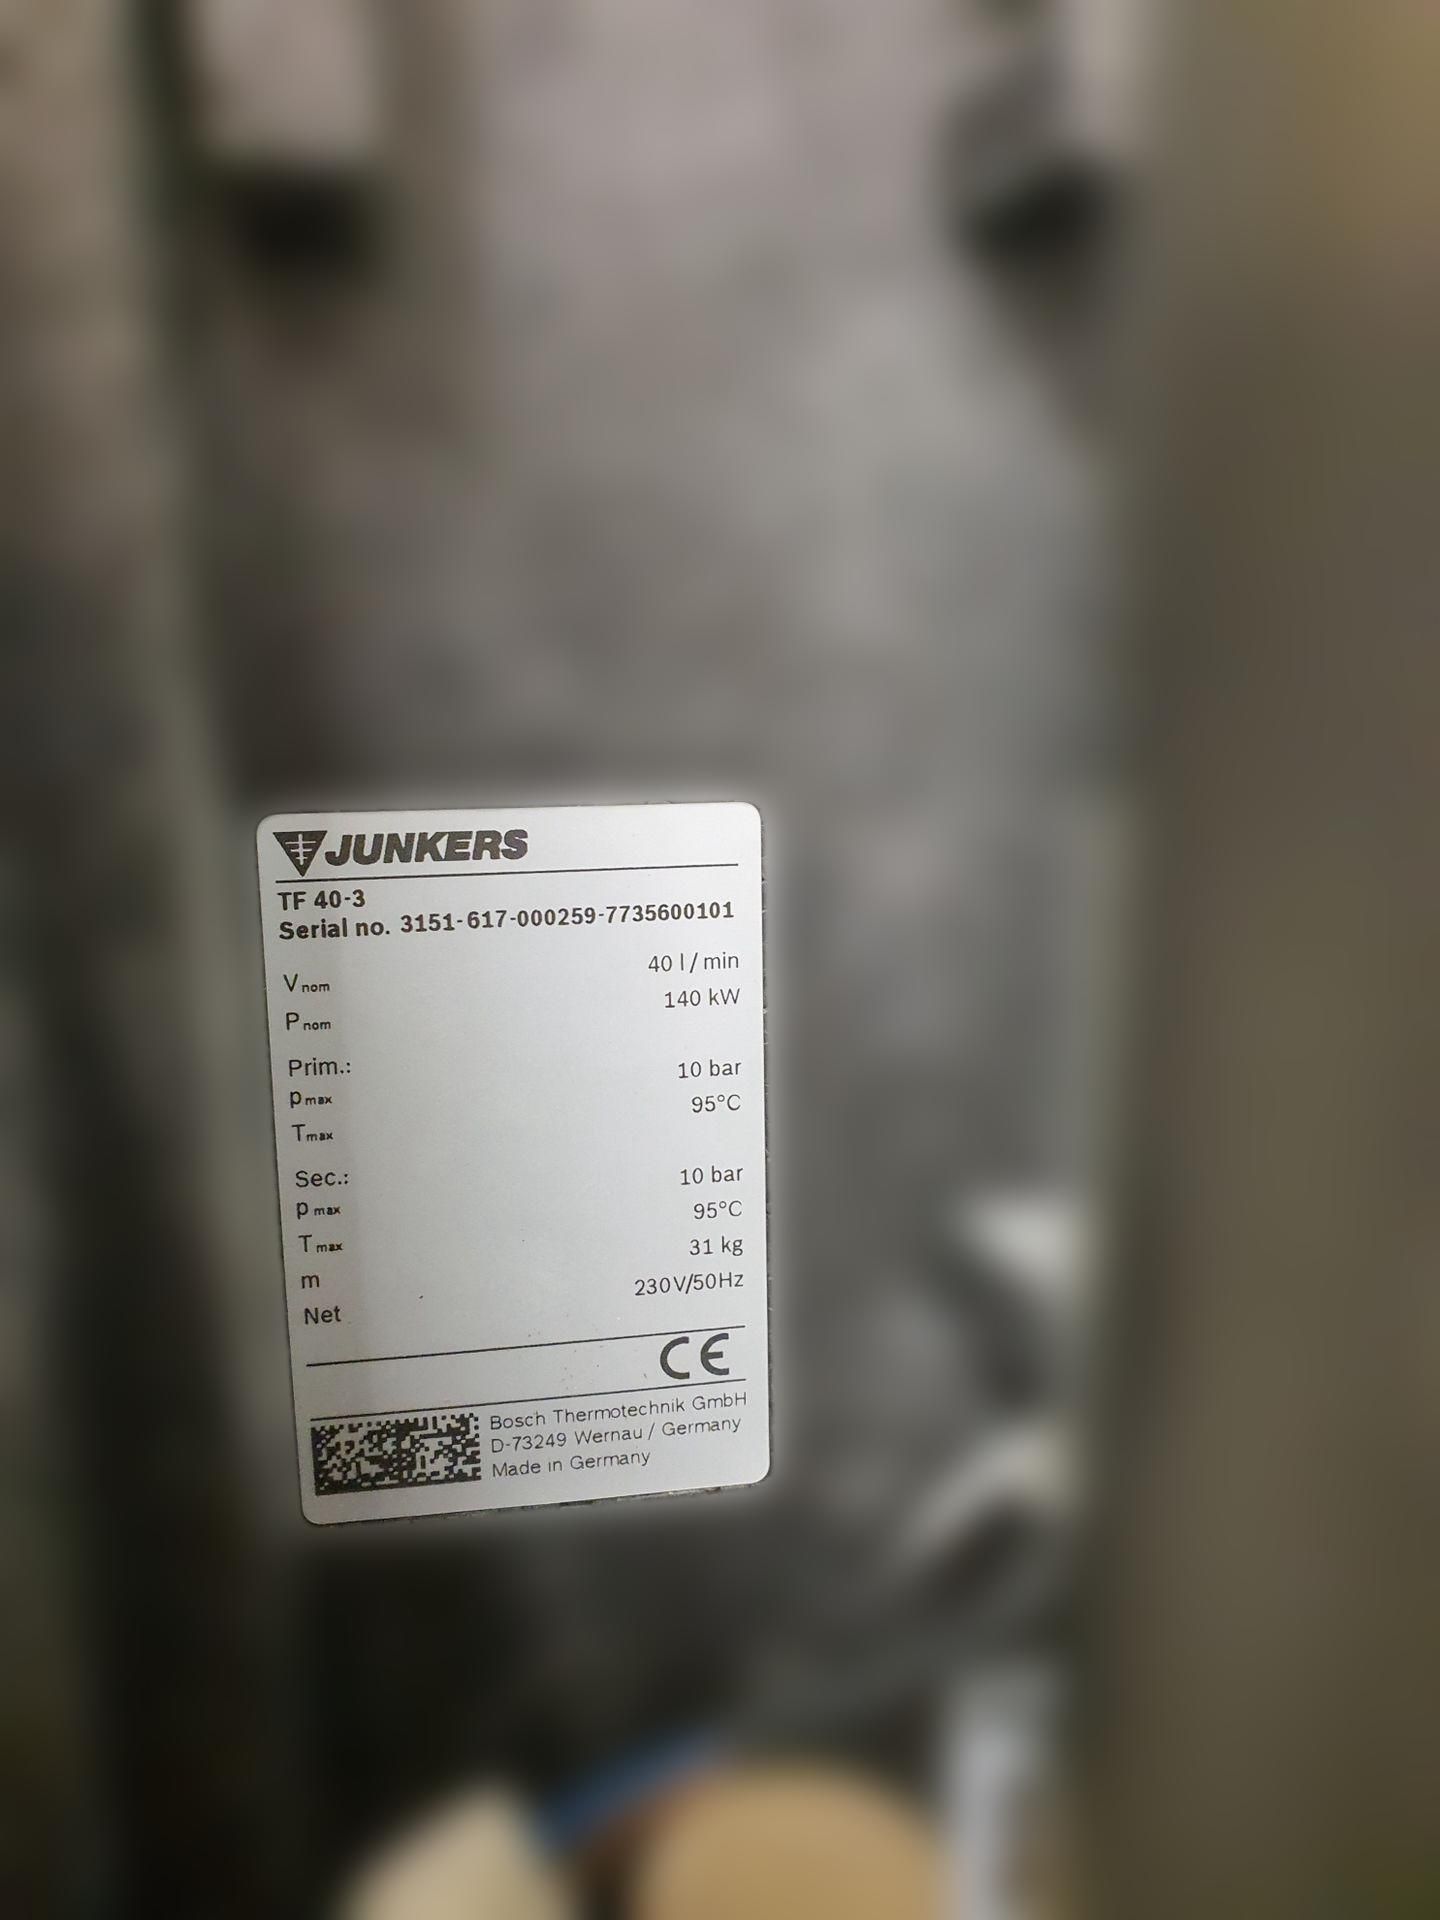 JUNKERS
TF 40-3
Serial no. 3151-617-000259-7735600101
Vnom 40 l/min
Pnom 140 kW
Prim.:
pmax 10 bar
Tmax 95°C
Sec.:
pmax 10 bar
Tmax 95°C
m 31 kg
Net 230V/50Hz
CE
Bosch Thermotechnik GmbH
D-73249 Wernau / Germany
Made in Germany